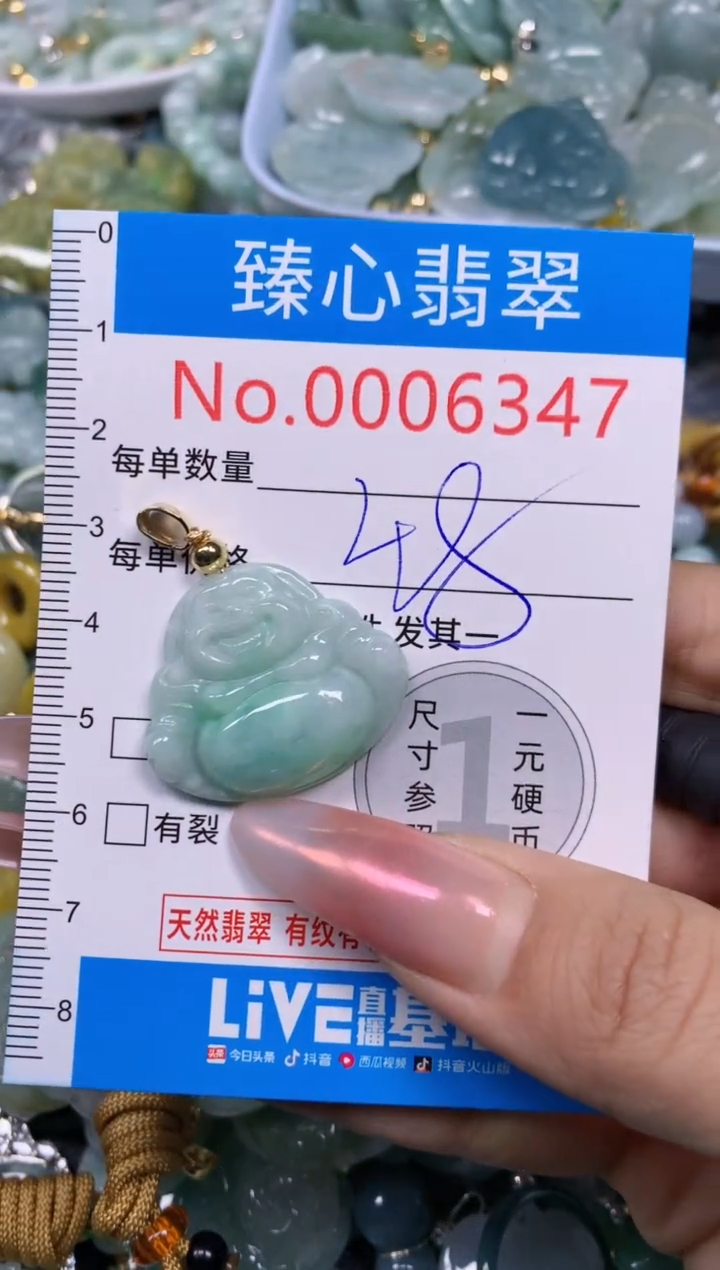 0
臻心翡翠
1
No.0006347
2
每单数量
48
3
每单价格
4
发其一
5
尺寸参
一元硬币
1
6
有裂
7
天然翡翠 有纹有
8
LiVE直播基
今日头条 抖音 西瓜视频 抖音火山版